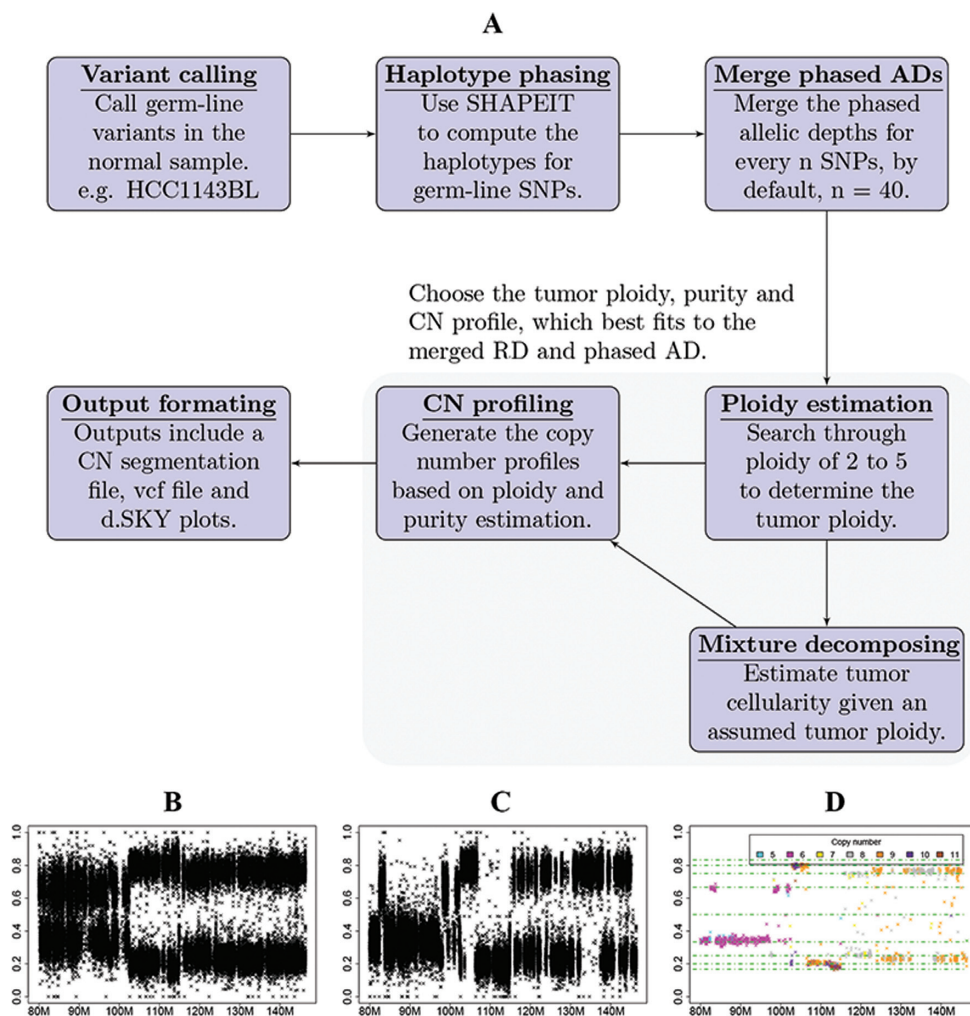 A
Variant calling
Call germ-line
variants in the
normal sample.
e.g. HCC1143BL
Haplotype phasing
Use SHAPEIT
to compute the
haplotypes for
germ-line SNPs.
Merge phased ADs
Merge the phased
allelic depths for
every n SNPs, by
default, n = 40.
Choose the tumor ploidy, purity and
CN profile, which best fits to the
merged RD and phased AD.
Output formating
Outputs include a
CN segmentation
file, vcf file and
d.SKY plots.
CN profiling
Generate the copy
number profiles
based on ploidy and
purity estimation.
Ploidy estimation
Search through
ploidy of 2 to 5
to determine the
tumor ploidy.
Mixture decomposing
Estimate tumor
cellularity given an
assumed tumor ploidy.
B
1.0
0.8
0.6
0.4
0.2
0.0
80M 90M 100M 110M 120M 130M 140M
C
1.0
0.8
0.6
0.4
0.2
0.0
80M 90M 100M 110M 120M 130M 140M
D
Copy number
5 6 7 8 9 10 11
1.0
0.8
0.6
0.4
0.2
0.0
80M 90M 100M 110M 120M 130M 140M